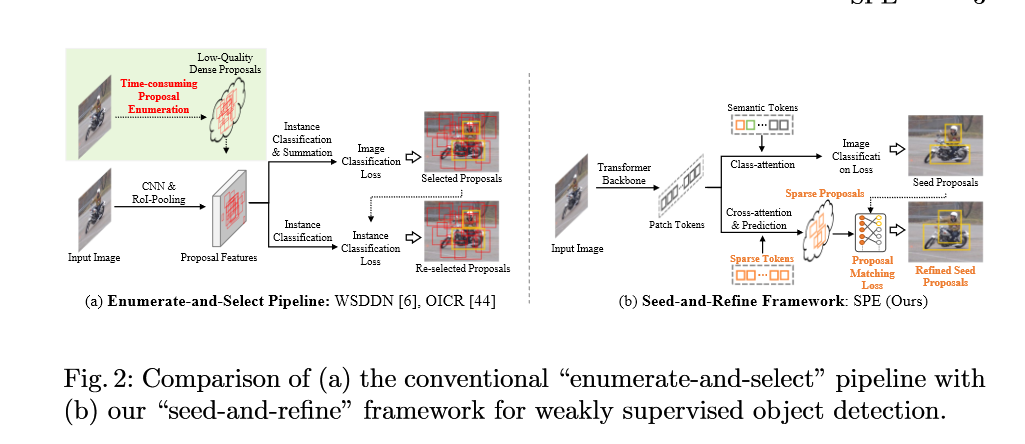 Low-Quality
Dense Proposals
Time-consuming
Proposal
Enumeration
Instance
Classification
& Summation
Image
Classification
Loss
Selected Proposals
CNN &
RoI-Pooling
Instance
Classification
Instance
Classification
Loss
Input Image
Proposal Features
Re-selected Proposals
(a) Enumerate-and-Select Pipeline: WSDDN [6], OICR [44]
Semantic Tokens
Class-attention
Image
Classificati
on Loss
Seed Proposals
Transformer
Backbone
Sparse Proposals
Patch Tokens
Cross-attention
& Prediction
Input Image
Sparse Tokens
Proposal
Matching
Loss
Refined Seed
Proposals
(b) Seed-and-Refine Framework: SPE (Ours)
Fig. 2: Comparison of (a) the conventional “enumerate-and-select” pipeline with
(b) our “seed-and-refine” framework for weakly supervised object detection.